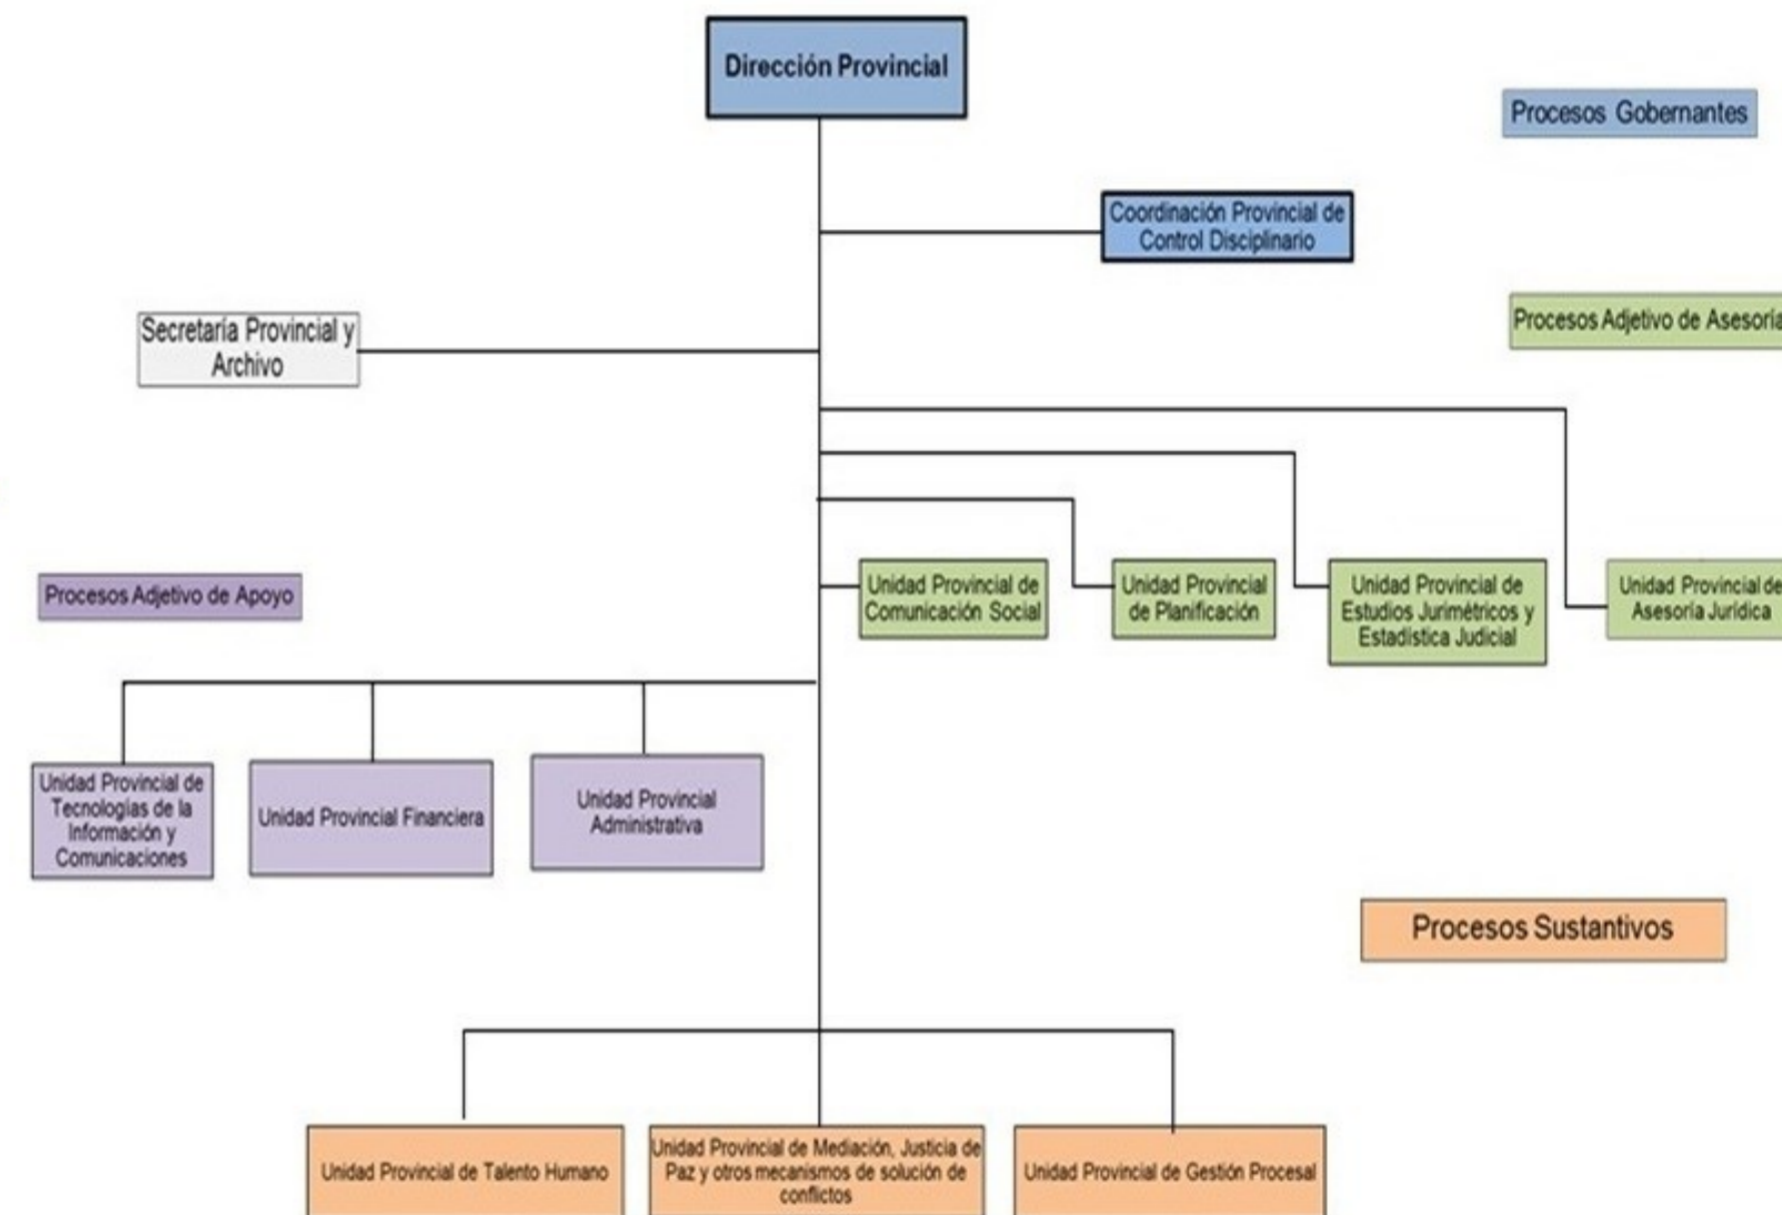 Dirección Provincial
Procesos Gobernantes
Coordinación Provincial de
Control Disciplinario
Procesos Adjetivo de Asesoría
Secretaría Provincial y
Archivo
Unidad Provincial de
Comunicación Social
Unidad Provincial
de Planificación
Unidad Provincial de
Estudios Jurimétricos y
Estadística Judicial
Unidad Provincial de
Asesoría Jurídica
Procesos Adjetivo de Apoyo
Unidad Provincial de
Tecnologías de la
Información y
Comunicaciones
Unidad Provincial Financiera
Unidad Provincial
Administrativa
Procesos Sustantivos
Unidad Provincial de Talento Humano
Unidad Provincial de Mediación, Justicia de
Paz y otros mecanismos de solución de
conflictos
Unidad Provincial de Gestión Procesal